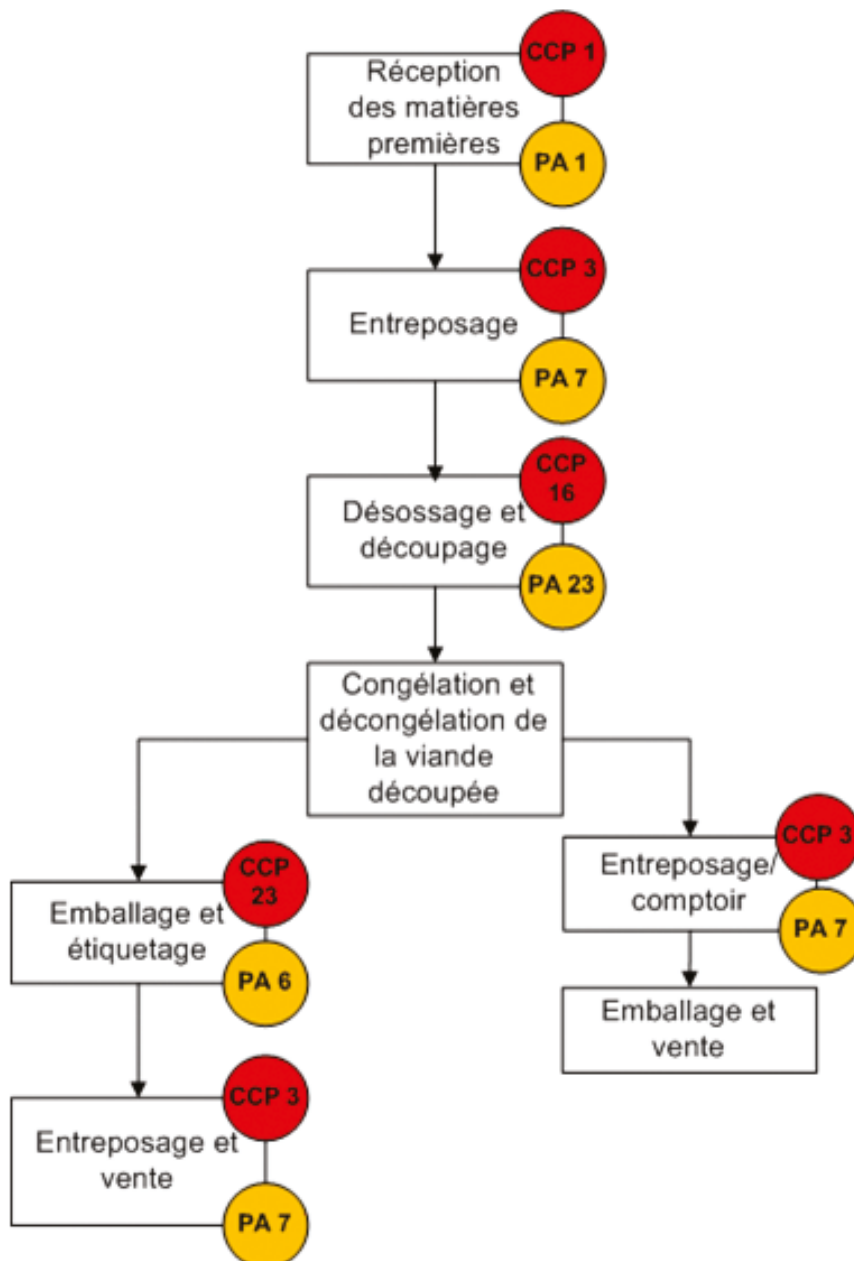 CCP 1
Réception
des matières
premières
PA 1
CCP 3
Entreposage
PA 7
CCP
16
Désossage et
découpage
PA 23
Congélation et
décongélation de
la viande
découpée
CCP
23
Emballage et
étiquetage
PA 6
CCP 3
Entreposage et
vente
PA 7
CCP 3
Entreposage/
comptoir
PA 7
Emballage et
vente